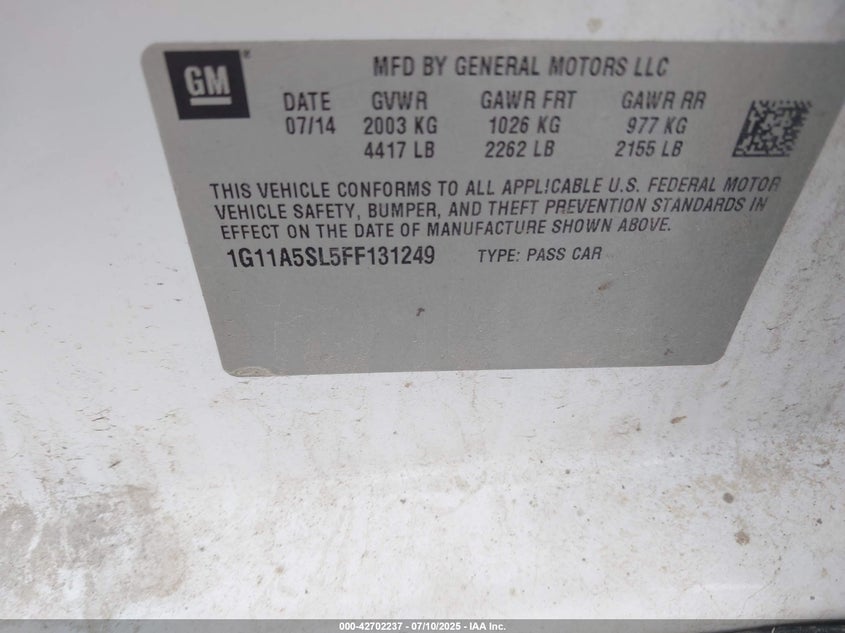 GM
MFD BY GENERAL MOTORS LLC
DATE GVWR GAWR FRT GAWR RR
07/14 2003 KG 1026 KG 977 KG
4417 LB 2262 LB 2155 LB
THIS VEHICLE CONFORMS TO ALL APPLICABLE U.S. FEDERAL MOTOR
VEHICLE SAFETY, BUMPER, AND THEFT PREVENTION STANDARDS IN
EFFECT ON THE DATE OF MANUFACTURE SHOWN ABOVE.
1G11A5SL5FF131249 TYPE: PASS CAR
000-42702237 - 07/10/2025 - IAA Inc.